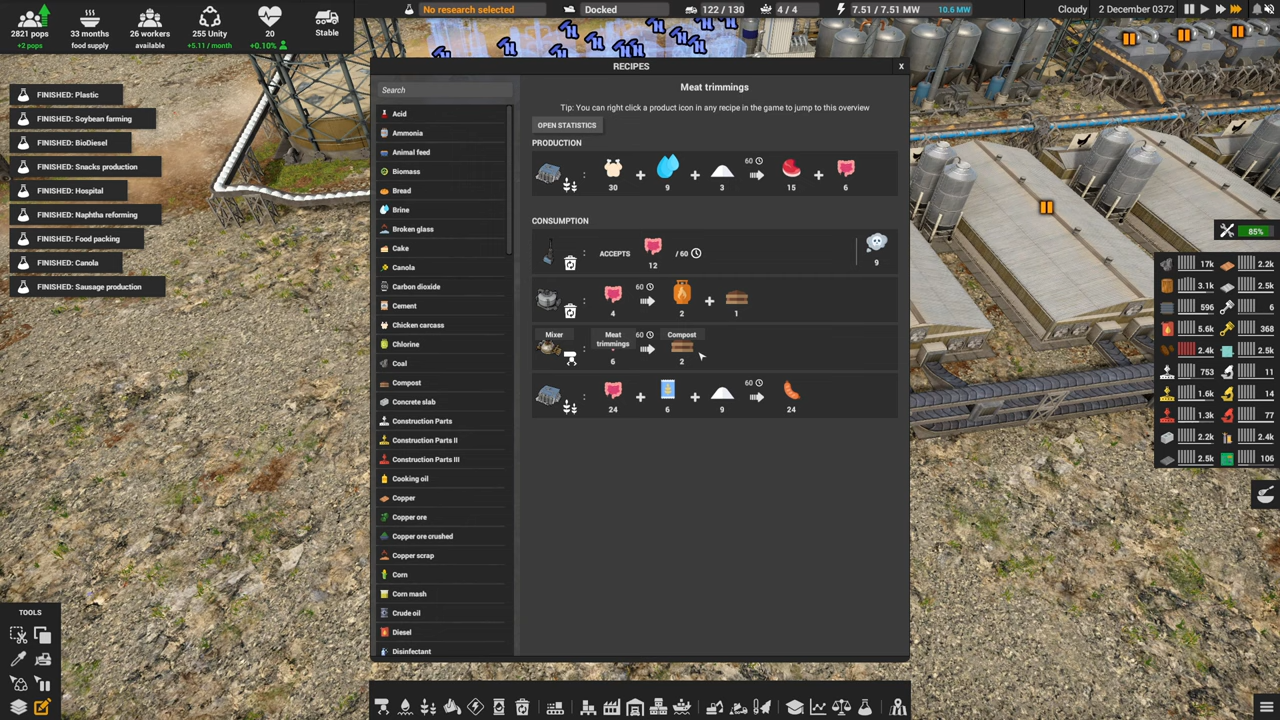 2821 pops
+2 pops
33 months
food supply
26 workers
available
255 Unity
+5.11 / month
20
+0.10%
Stable
No research selected
Docked
122 / 130
4 / 4
7.51 / 7.51 MW
10.6 MW
Cloudy
2 December 0372
FINISHED: Plastic
FINISHED: Soybean farming
FINISHED: BioDiesel
FINISHED: Snacks production
FINISHED: Hospital
FINISHED: Naphtha reforming
FINISHED: Food packing
FINISHED: Canola
FINISHED: Sausage production
RECIPES
x
Search
Acid
Ammonia
Animal feed
Biomass
Bread
Brine
Broken glass
Cake
Canola
Carbon dioxide
Cement
Chicken carcass
Chlorine
Coal
Compost
Concrete slab
Construction Parts
Construction Parts II
Construction Parts III
Cooking oil
Copper
Copper ore
Copper ore crushed
Copper scrap
Corn
Corn mash
Crude oil
Diesel
Disinfectant
Meat trimmings
Tip: You can right click a product icon in any recipe in the game to jump to this overview
OPEN STATISTICS
PRODUCTION
: 30 + 9 + 3 60 15 + 6
CONSUMPTION
: ACCEPTS 12 / 60 9
: 4 60 2 + 1
Mixer
Meat
trimmings
60
Compost
: 6 2
: 24 + 6 + 9 60 24
85%
17k 2.2k
3.1k 2.5k
596 6
5.6k 368
2.4k 2.5k
753 11
1.6k 14
1.3k 77
2.2k 2.4k
2.5k 106
TOOLS